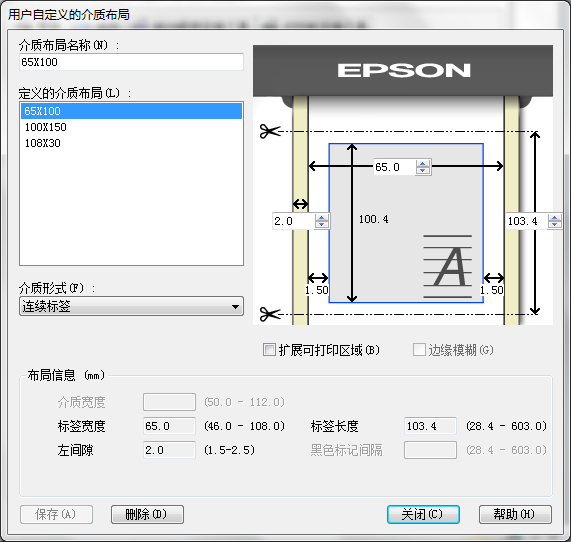 用户自定义的介质布局
介质布局名称(N)：
65X100
定义的介质布局(L)：
65X100
100X150
108X30
介质形式(F)：
连续标签
EPSON
65.0
2.0
100.4
103.4
A
1.50
1.50
扩展可打印区域(B)
边缘模糊(G)
布局信息 (mm)
介质宽度 (50.0 - 112.0)
标签宽度 65.0 (46.0 - 108.0) 标签长度 103.4 (28.4 - 603.0)
左间隙 2.0 (1.5-2.5) 黑色标记间隔 (28.4 - 603.0)
保存(A) 删除(D) 关闭(C) 帮助(H)